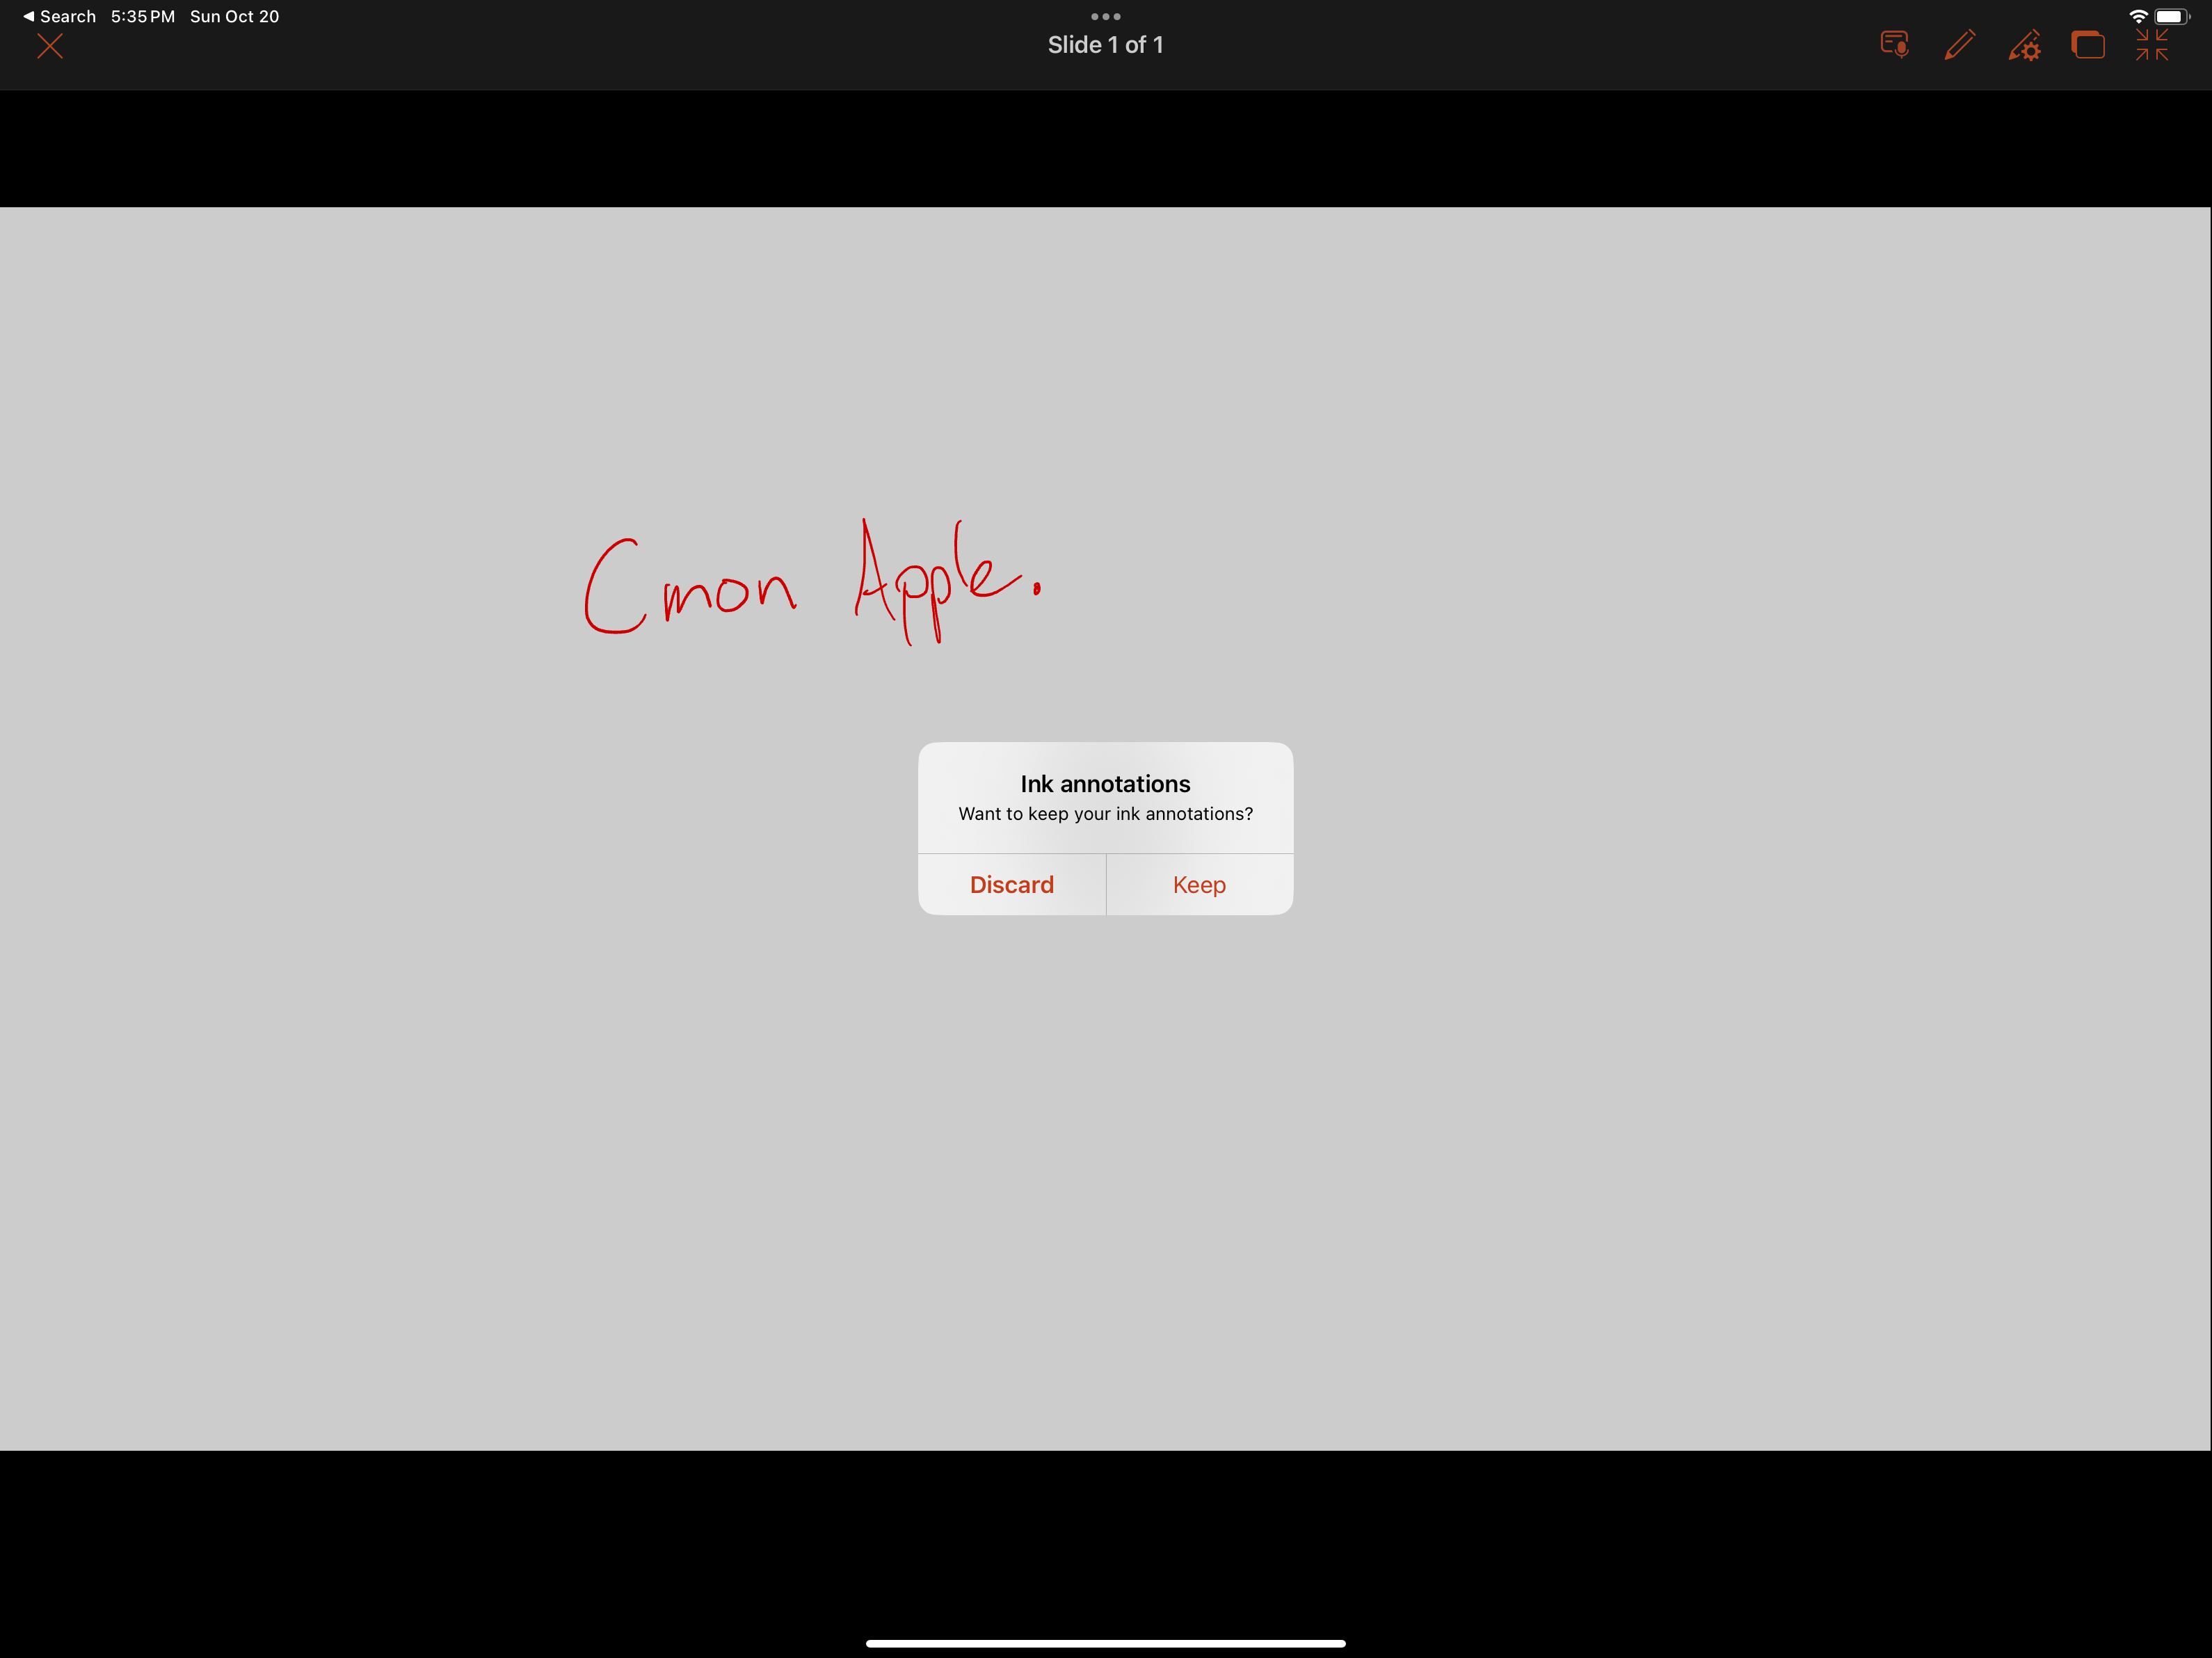 ◀ Search 5:35 PM Sun Oct 20
Slide 1 of 1
Cmon Apple.
Ink annotations
Want to keep your ink annotations?
Discard Keep